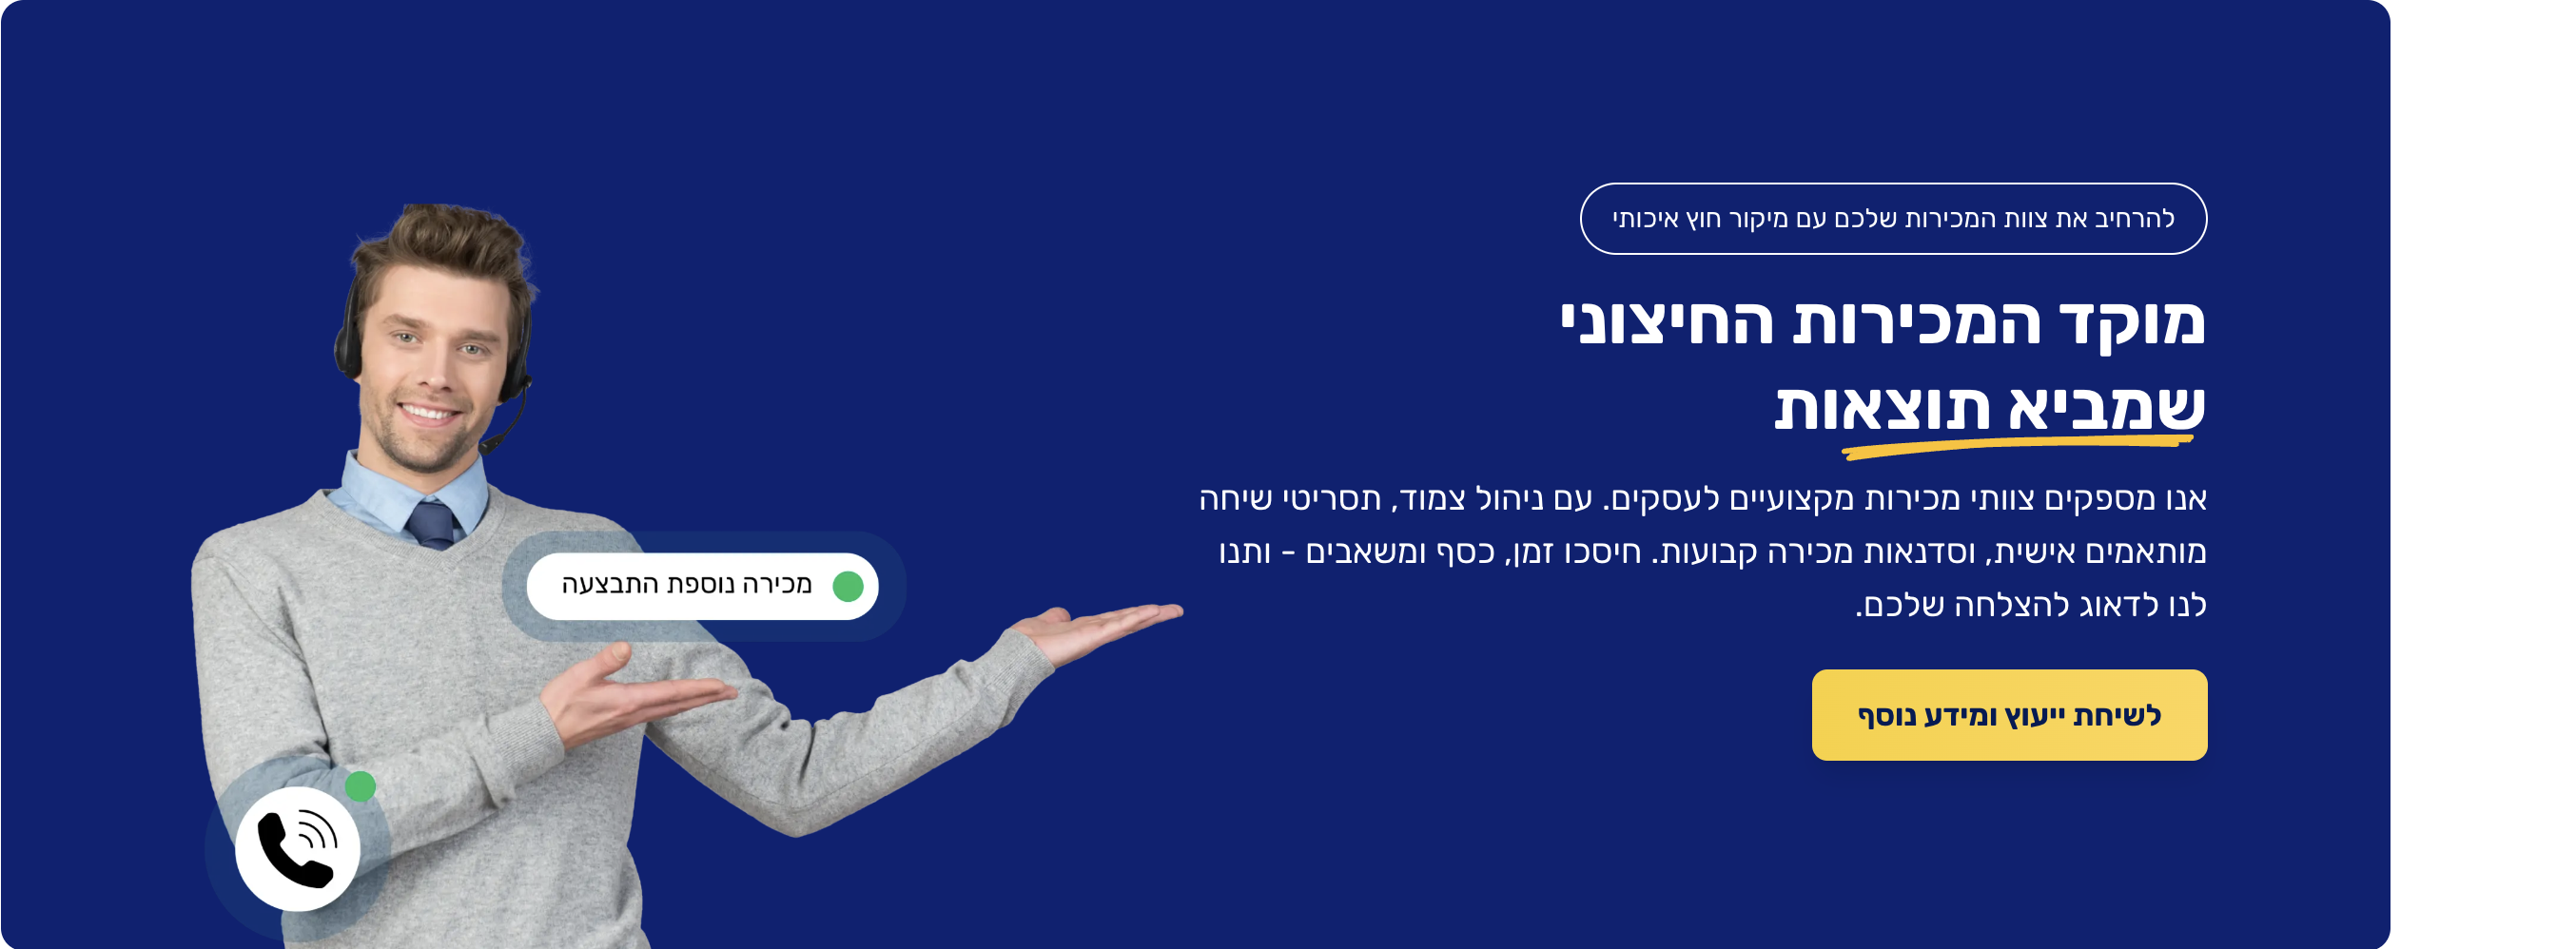 להרחיב את צוות המכירות שלכם עם מיקור חוץ איכותי
מוקד המכירות החיצוני
שמביא תוצאות
אנו מספקים צוותי מכירות מקצועיים לעסקים. עם ניהול צמוד, תסריטי שיחה
מותאמים אישית, וסדנאות מכירה קבועות. חיסכו זמן, כסף ומשאבים - ותנו
לנו לדאוג להצלחה שלכם.
לשיחת ייעוץ ומידע נוסף
מכירה נוספת התבצעה